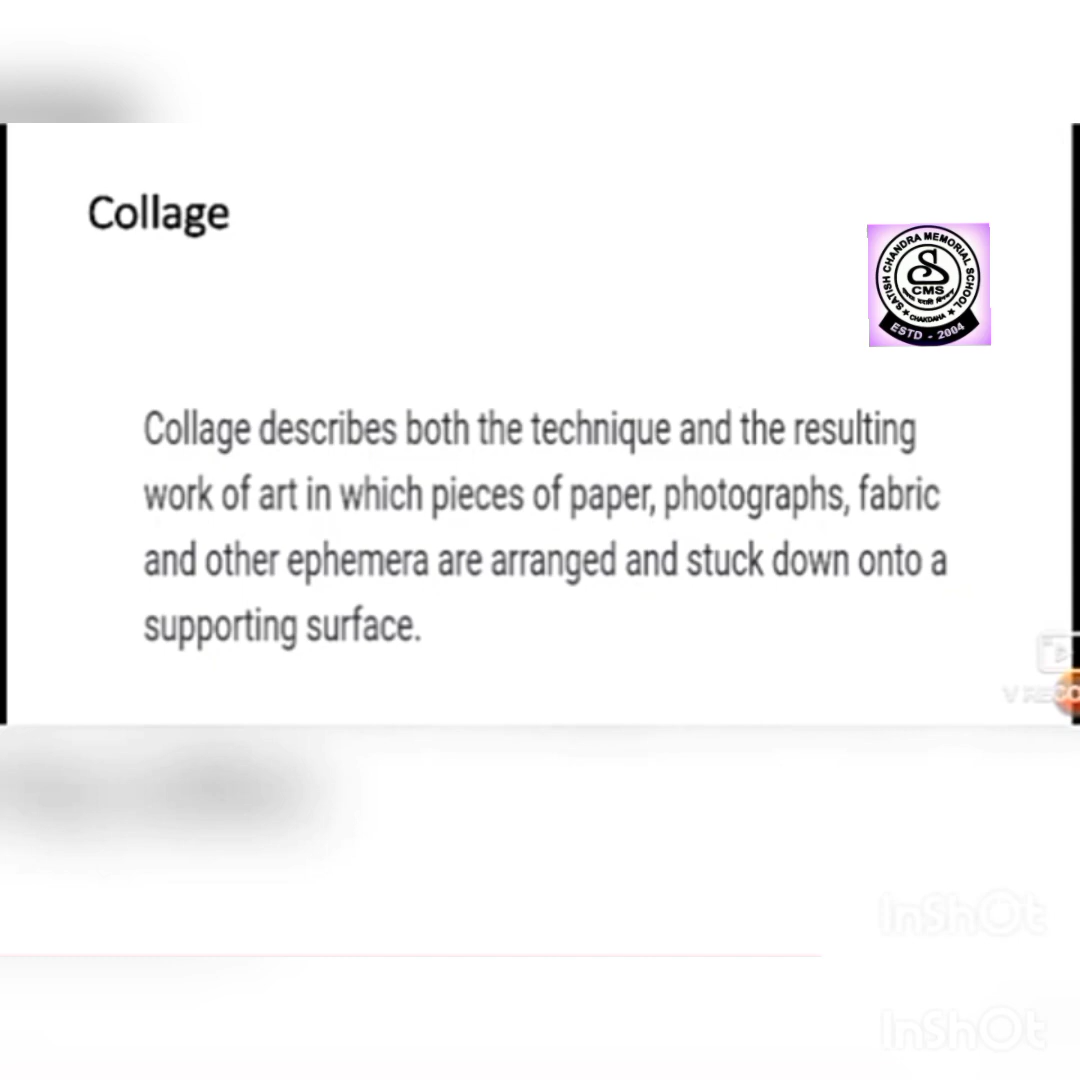 Collage
SATISH CHANDRA MEMORIAL SCHOOL
S
CMS
★ CHAKDAHA ★
ESTD - 2004
Collage describes both the technique and the resulting
work of art in which pieces of paper, photographs, fabric
and other ephemera are arranged and stuck down onto a
supporting surface.
V RECO
InShOt
InShOt